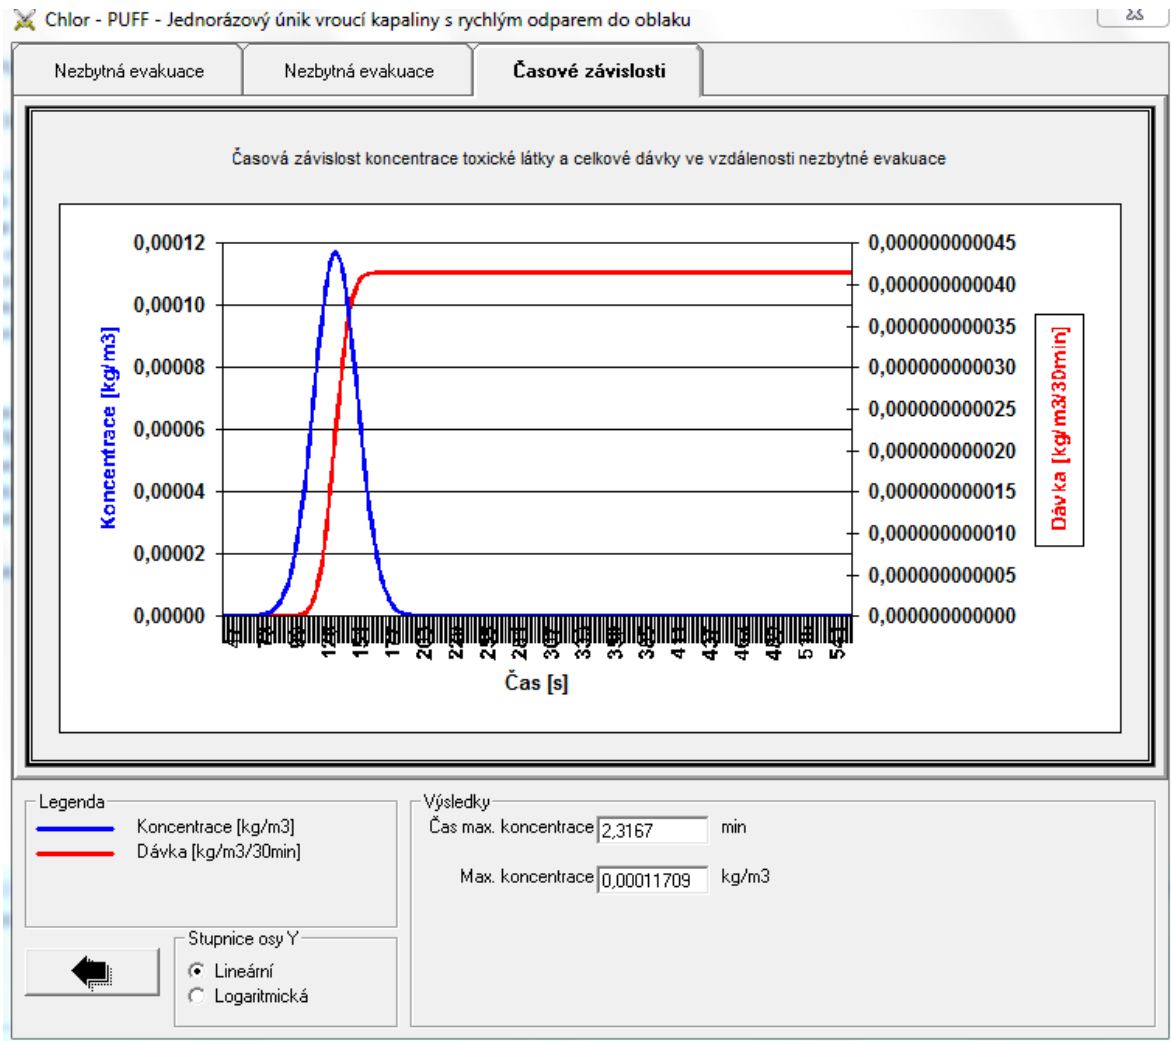 Chlor - PUFF - Jednorázový únik vroucí kapaliny s rychlým odparem do oblaku
Nezbytná evakuace
Nezbytná evakuace
Časové závislosti
Časová závislost koncentrace toxické látky a celkové dávky ve vzdálenosti nezbytné evakuace
Koncentrace [kg/m3]
0,00012
0,00010
0,00008
0,00006
0,00004
0,00002
0,00000
0,000000000045
0,000000000040
0,000000000035
0,000000000030
0,000000000025
0,000000000020
0,000000000015
0,000000000010
0,000000000005
0,000000000000
Dávka [kg/m3/30min]
Čas [s]
Legenda
Koncentrace [kg/m3]
Dávka [kg/m3/30min]
Stupnice osy Y
Lineární
Logaritmická
Výsledky
Čas max. koncentrace 2,3167 min
Max. koncentrace 0,00011709 kg/m3